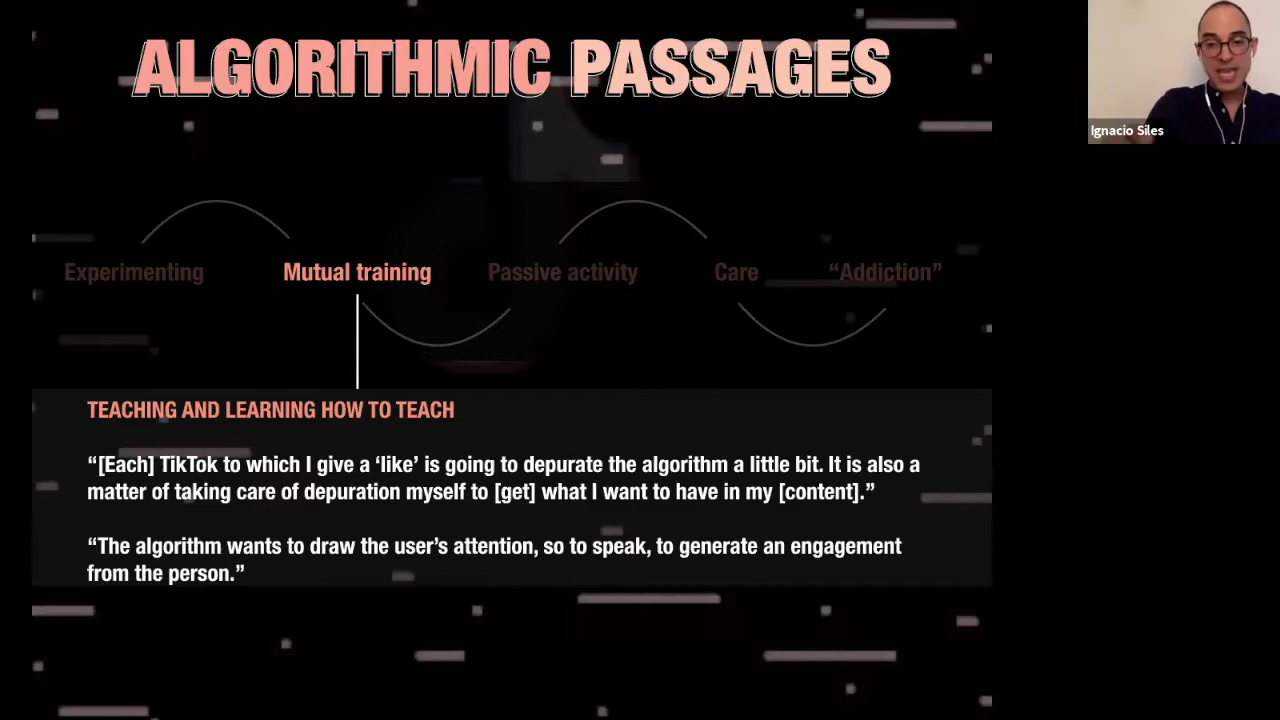 ALGORITHMIC PASSAGES
Ignacio Siles
Experimenting
Mutual training
Passive activity
Care
“Addiction”
TEACHING AND LEARNING HOW TO TEACH
“[Each] TikTok to which I give a ‘like’ is going to depurate the algorithm a little bit. It is also a
matter of taking care of depuration myself to [get] what I want to have in my [content].”
“The algorithm wants to draw the user’s attention, so to speak, to generate an engagement
from the person.”